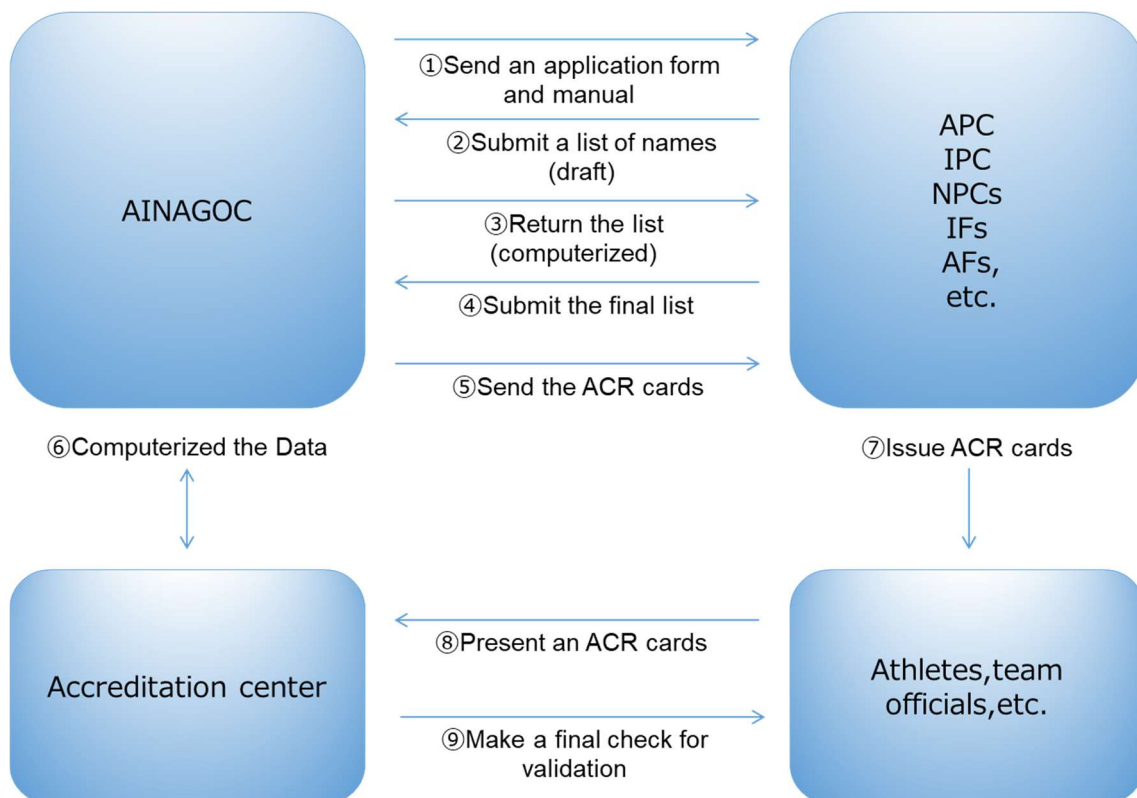 AINAGOC
①Send an application form
and manual
②Submit a list of names
(draft)
③Return the list
(computerized)
④Submit the final list
⑤Send the ACR cards
APC
IPC
NPCs
IFs
AFs,
etc.
⑥Computerized the Data
⑦Issue ACR cards
Accreditation center
⑧Present an ACR cards
⑨Make a final check for
validation
Athletes,team
officials,etc.